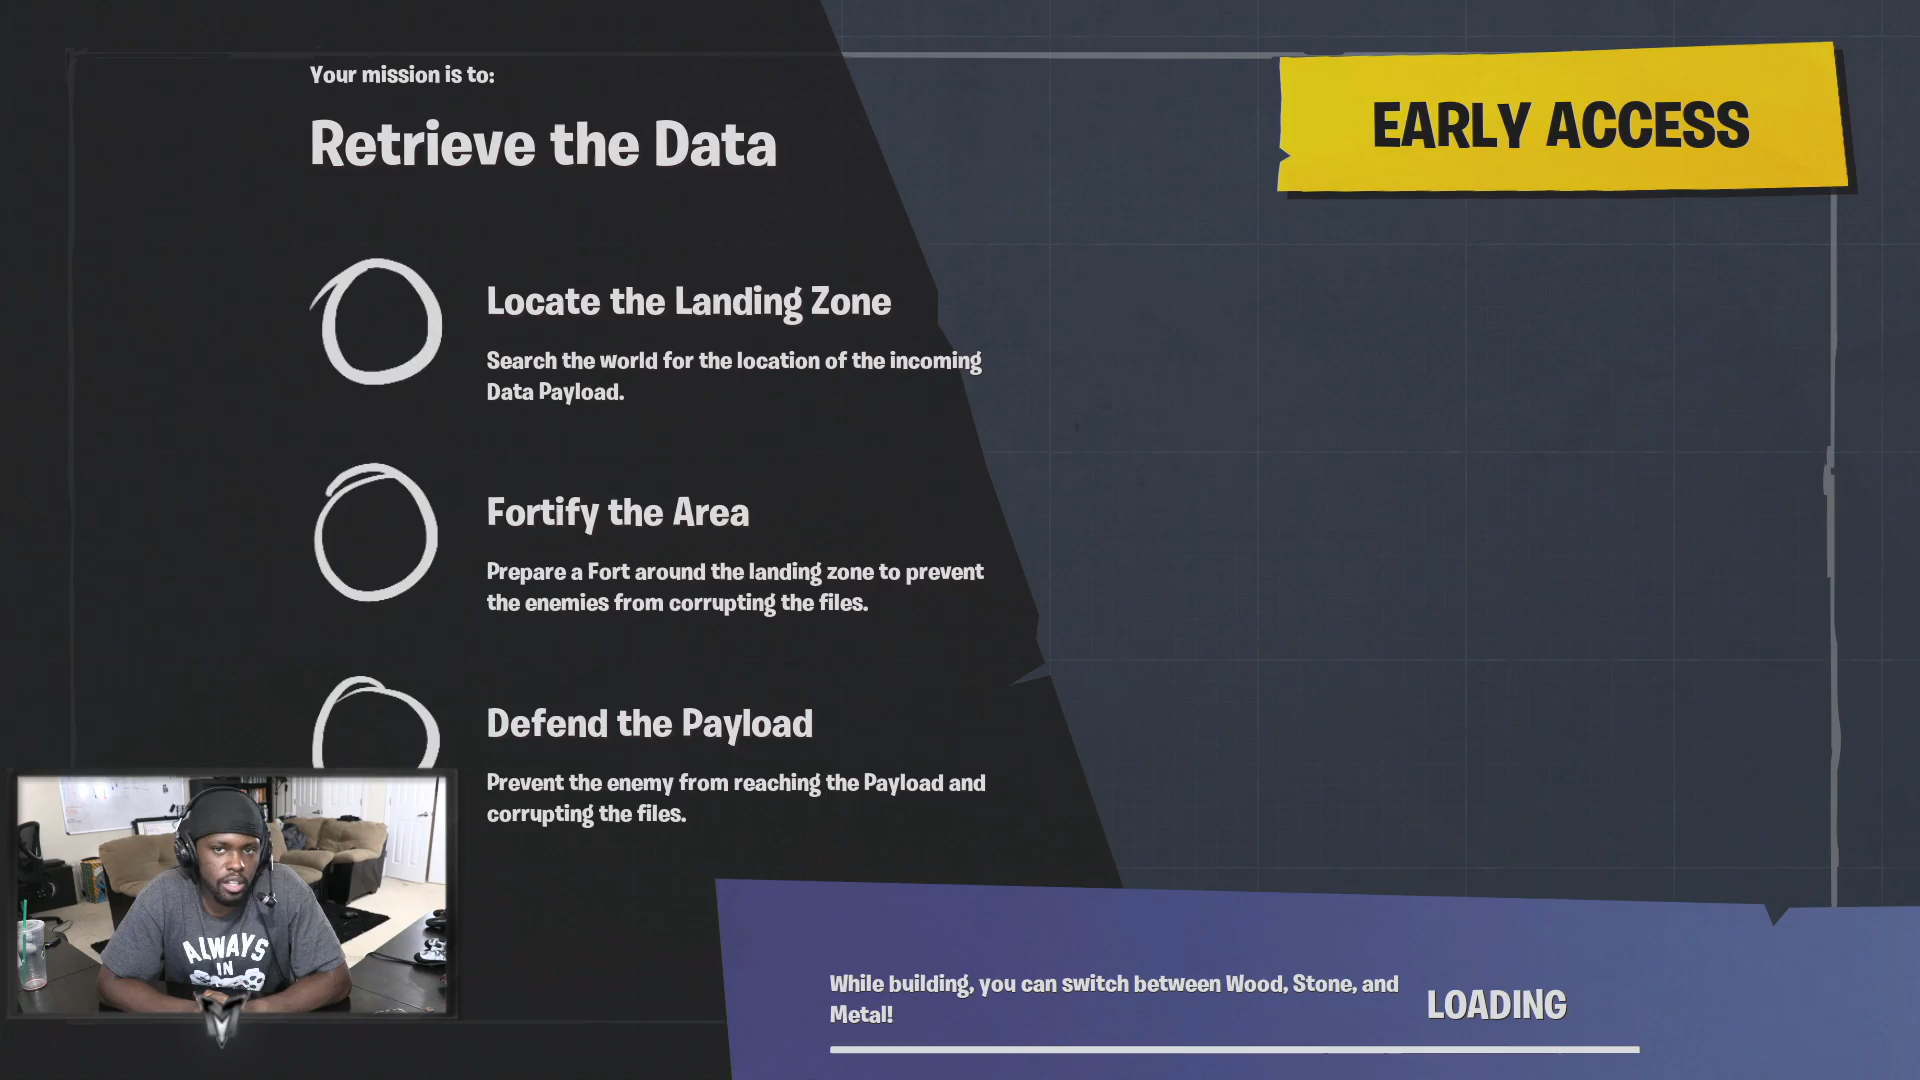 Your mission is to:
Retrieve the Data
EARLY ACCESS
Locate the Landing Zone
Search the world for the location of the incoming
Data Payload.
Fortify the Area
Prepare a Fort around the landing zone to prevent
the enemies from corrupting the files.
Defend the Payload
Prevent the enemy from reaching the Payload and
corrupting the files.
ALWAYS
IN
While building, you can switch between Wood, Stone, and
Metal!
LOADING